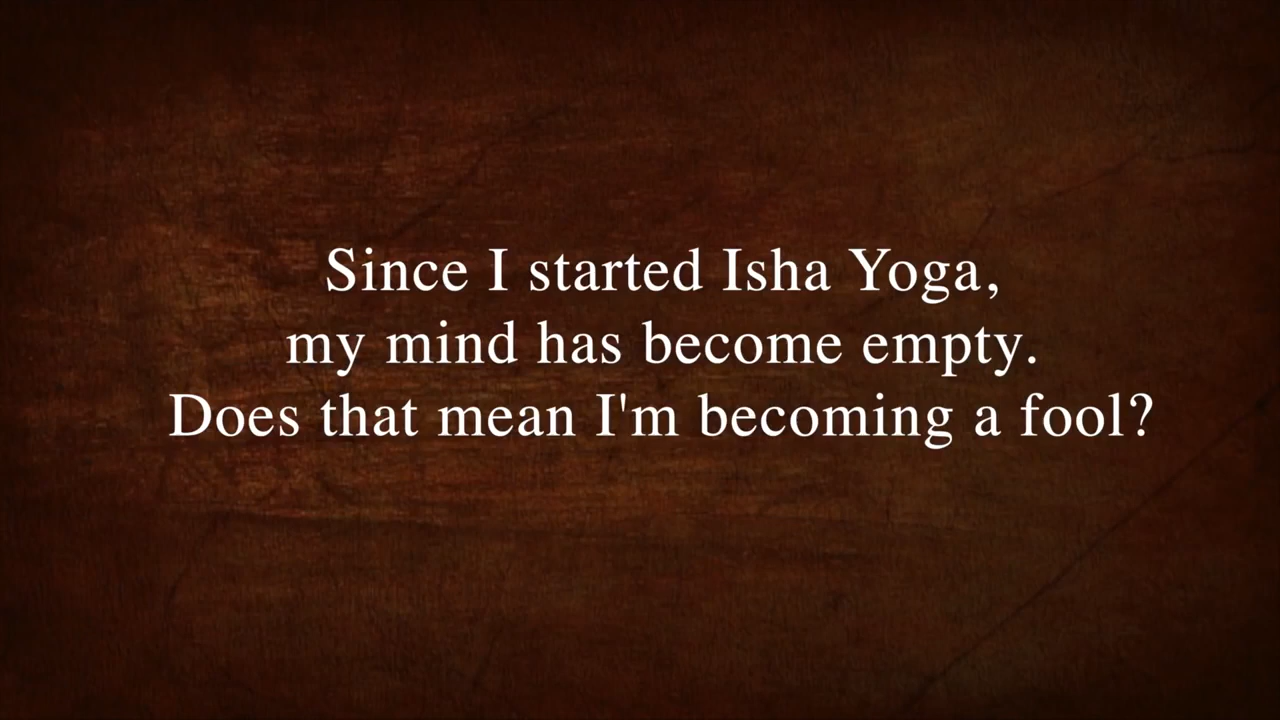 Since I started Isha Yoga,
my mind has become empty.
Does that mean I'm becoming a fool?